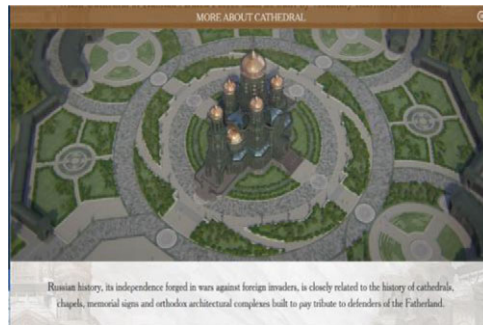 MORE ABOUT CATHEDRAL
Russian history, its independence forged in wars against foreign invaders, is closely related to the history of cathedrals,
chapels, memorial signs and orthodox architectural complexes built to pay tribute to defenders of the Fatherland.